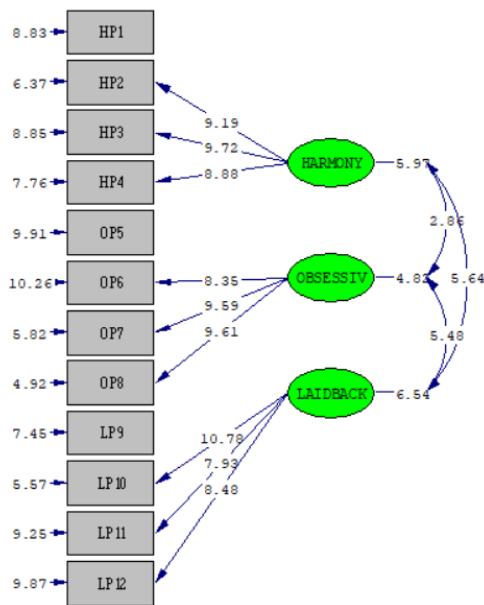 8.83 HP1
6.37 HP2
9.19
8.85 HP3
9.72
HARMONY 5.97
7.76 HP4
8.88
9.91 OP5
2.86
10.26 OP6
8.35
OBSESSIV 4.82
5.64
5.82 OP7
9.59
4.92 OP8
9.61
5.48
LAIDBACK 6.54
7.45 LP9
10.78
7.93
5.57 LP10
8.48
9.25 LP11
9.87 LP12